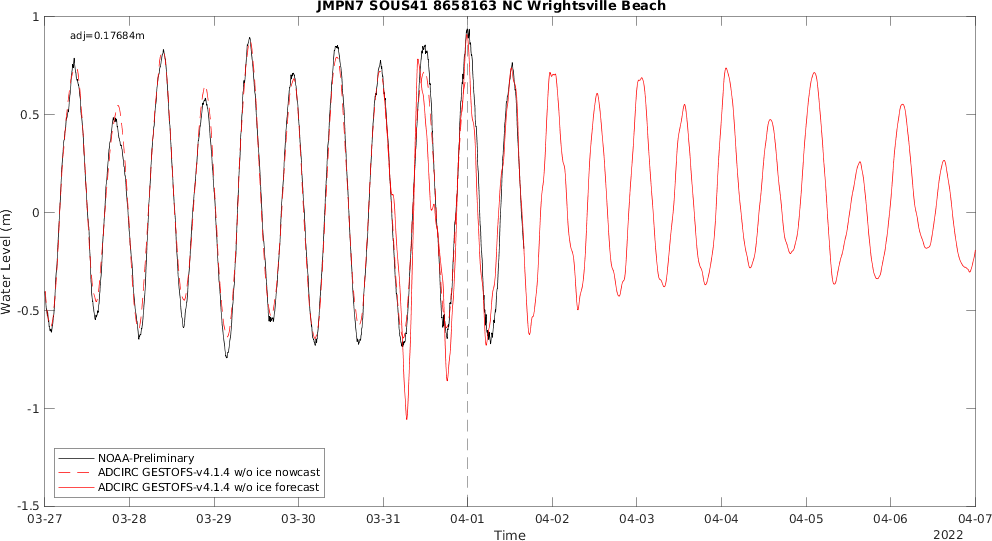 JMPN7 SOUS41 8658163 NC Wrightsville Beach
adj=0.17684m
1
0.5
0
-0.5
-1
-1.5
Water Level (m)
NOAA-Preliminary
ADCIRC GESTOFS-v4.1.4 w/o ice nowcast
ADCIRC GESTOFS-v4.1.4 w/o ice forecast
03-27 03-28 03-29 03-30 03-31 04-01 04-02 04-03 04-04 04-05 04-06 04-07
Time
2022